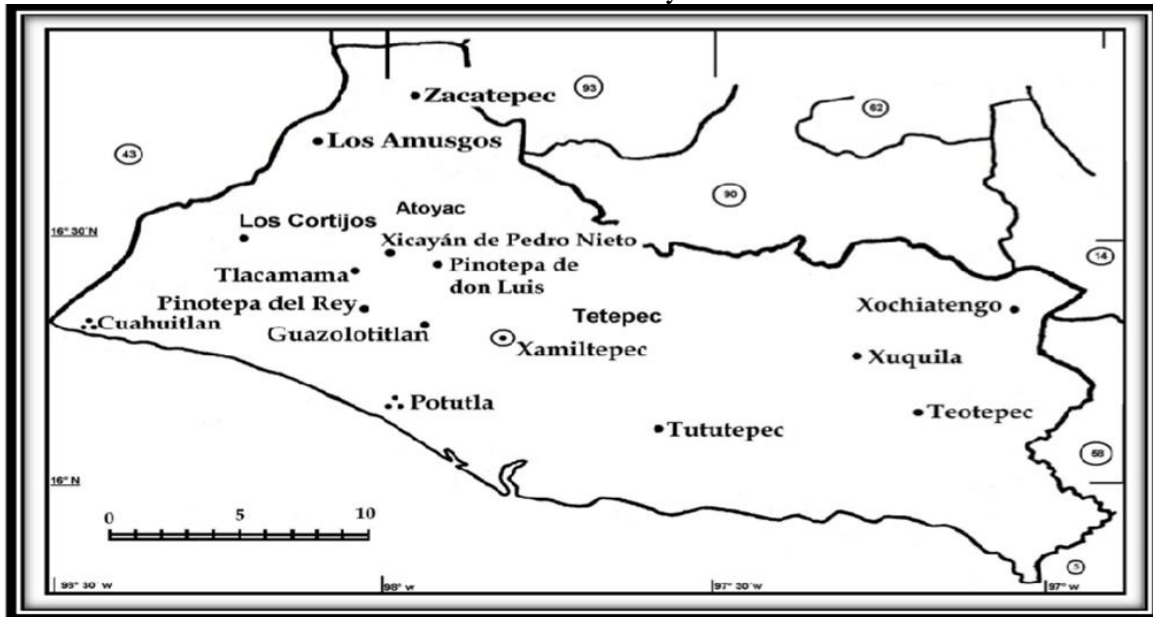 Zacatepec
93
62
Los Amusgos
43
90
Los Cortijos
Atoyac
16° 30´N
Xicayán de Pedro Nieto
14
Pinotepa de
don Luis
Tlacamama
Pinotepa del Rey
Xochiatengo
Cuahuitlan
Guazolotitlan
Tetepec
Xamiltepec
Xuquila
Potutla
Teotepec
Tututepec
58
16° N
0 5 10
5
98° w
97° 30´ w
97° w